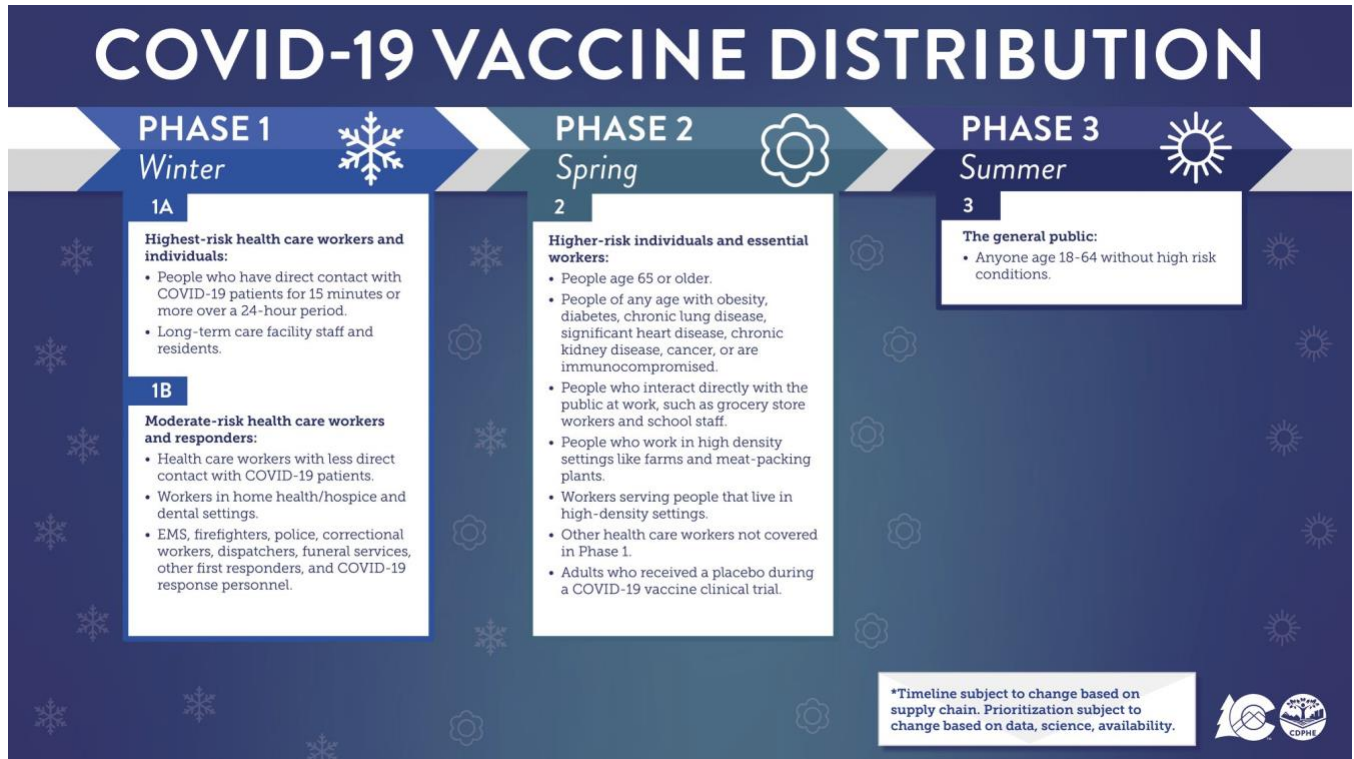 COVID-19 VACCINE DISTRIBUTION
PHASE 1
Winter
1A
Highest-risk health care workers and
individuals:
• People who have direct contact with
COVID-19 patients for 15 minutes or
more over a 24-hour period.
• Long-term care facility staff and
residents.
1B
Moderate-risk health care workers
and responders:
• Health care workers with less direct
contact with COVID-19 patients.
• Workers in home health/hospice and
dental settings.
• EMS, firefighters, police, correctional
workers, dispatchers, funeral services,
other first responders, and COVID-19
response personnel.
PHASE 2
Spring
2
Higher-risk individuals and essential
workers:
• People age 65 or older.
• People of any age with obesity,
diabetes, chronic lung disease,
significant heart disease, chronic
kidney disease, cancer, or are
immunocompromised.
• People who interact directly with the
public at work, such as grocery store
workers and school staff.
• People who work in high density
settings like farms and meat-packing
plants.
• Workers serving people that live in
high-density settings.
• Other health care workers not covered
in Phase 1.
• Adults who received a placebo during
a COVID-19 vaccine clinical trial.
PHASE 3
Summer
3
The general public:
• Anyone age 18-64 without high risk
conditions.
*Timeline subject to change based on
supply chain. Prioritization subject to
change based on data, science, availability.
CDPHE